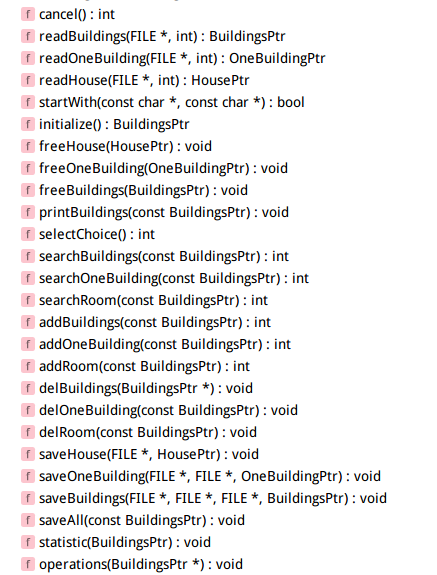 f cancel() : int
f readBuildings(FILE *, int) : BuildingsPtr
f readOneBuilding(FILE *, int) : OneBuildingPtr
f readHouse(FILE *, int) : HousePtr
f startWith(const char *, const char *) : bool
f initialize() : BuildingsPtr
f freeHouse(HousePtr) : void
f freeOneBuilding(OneBuildingPtr) : void
f freeBuildings(BuildingsPtr) : void
f printBuildings(const BuildingsPtr) : void
f selectChoice() : int
f searchBuildings(const BuildingsPtr) : int
f searchOneBuilding(const BuildingsPtr) : int
f searchRoom(const BuildingsPtr) : int
f addBuildings(const BuildingsPtr) : int
f addOneBuilding(const BuildingsPtr) : int
f addRoom(const BuildingsPtr) : int
f delBuildings(BuildingsPtr *) : void
f delOneBuilding(const BuildingsPtr) : void
f delRoom(const BuildingsPtr) : void
f saveHouse(FILE *, HousePtr) : void
f saveOneBuilding(FILE *, FILE *, OneBuildingPtr) : void
f saveBuildings(FILE *, FILE *, FILE *, BuildingsPtr) : void
f saveAll(const BuildingsPtr) : void
f statistic(BuildingsPtr) : void
f operations(BuildingsPtr *) : void